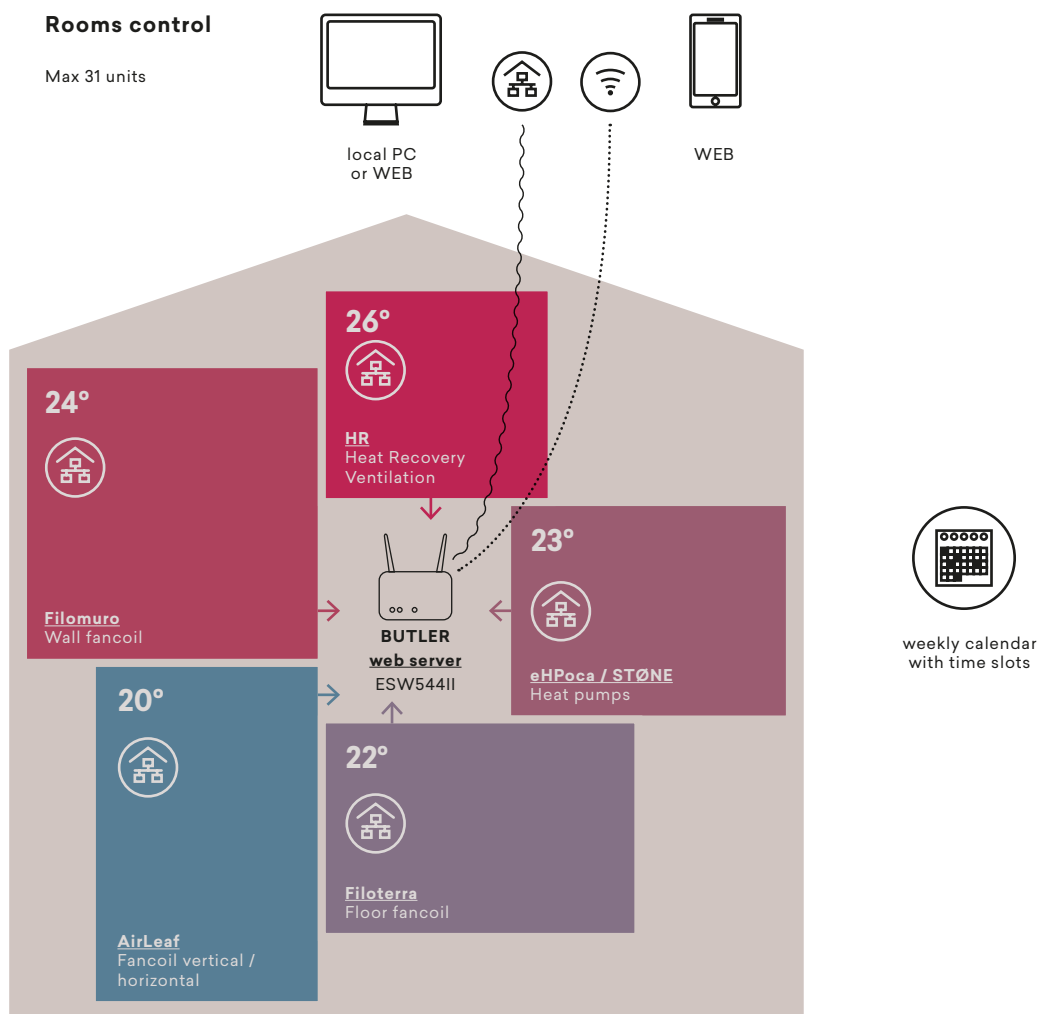 Rooms control
Max 31 units
local PC
or WEB
WEB
26°
HR
Heat Recovery
Ventilation
24°
Filomuro
Wall fancoil
23°
eHPoca / STØNE
Heat pumps
BUTLER
web server
ESW544II
20°
AirLeaf
Fancoil vertical /
horizontal
22°
Filoterra
Floor fancoil
weekly calendar
with time slots